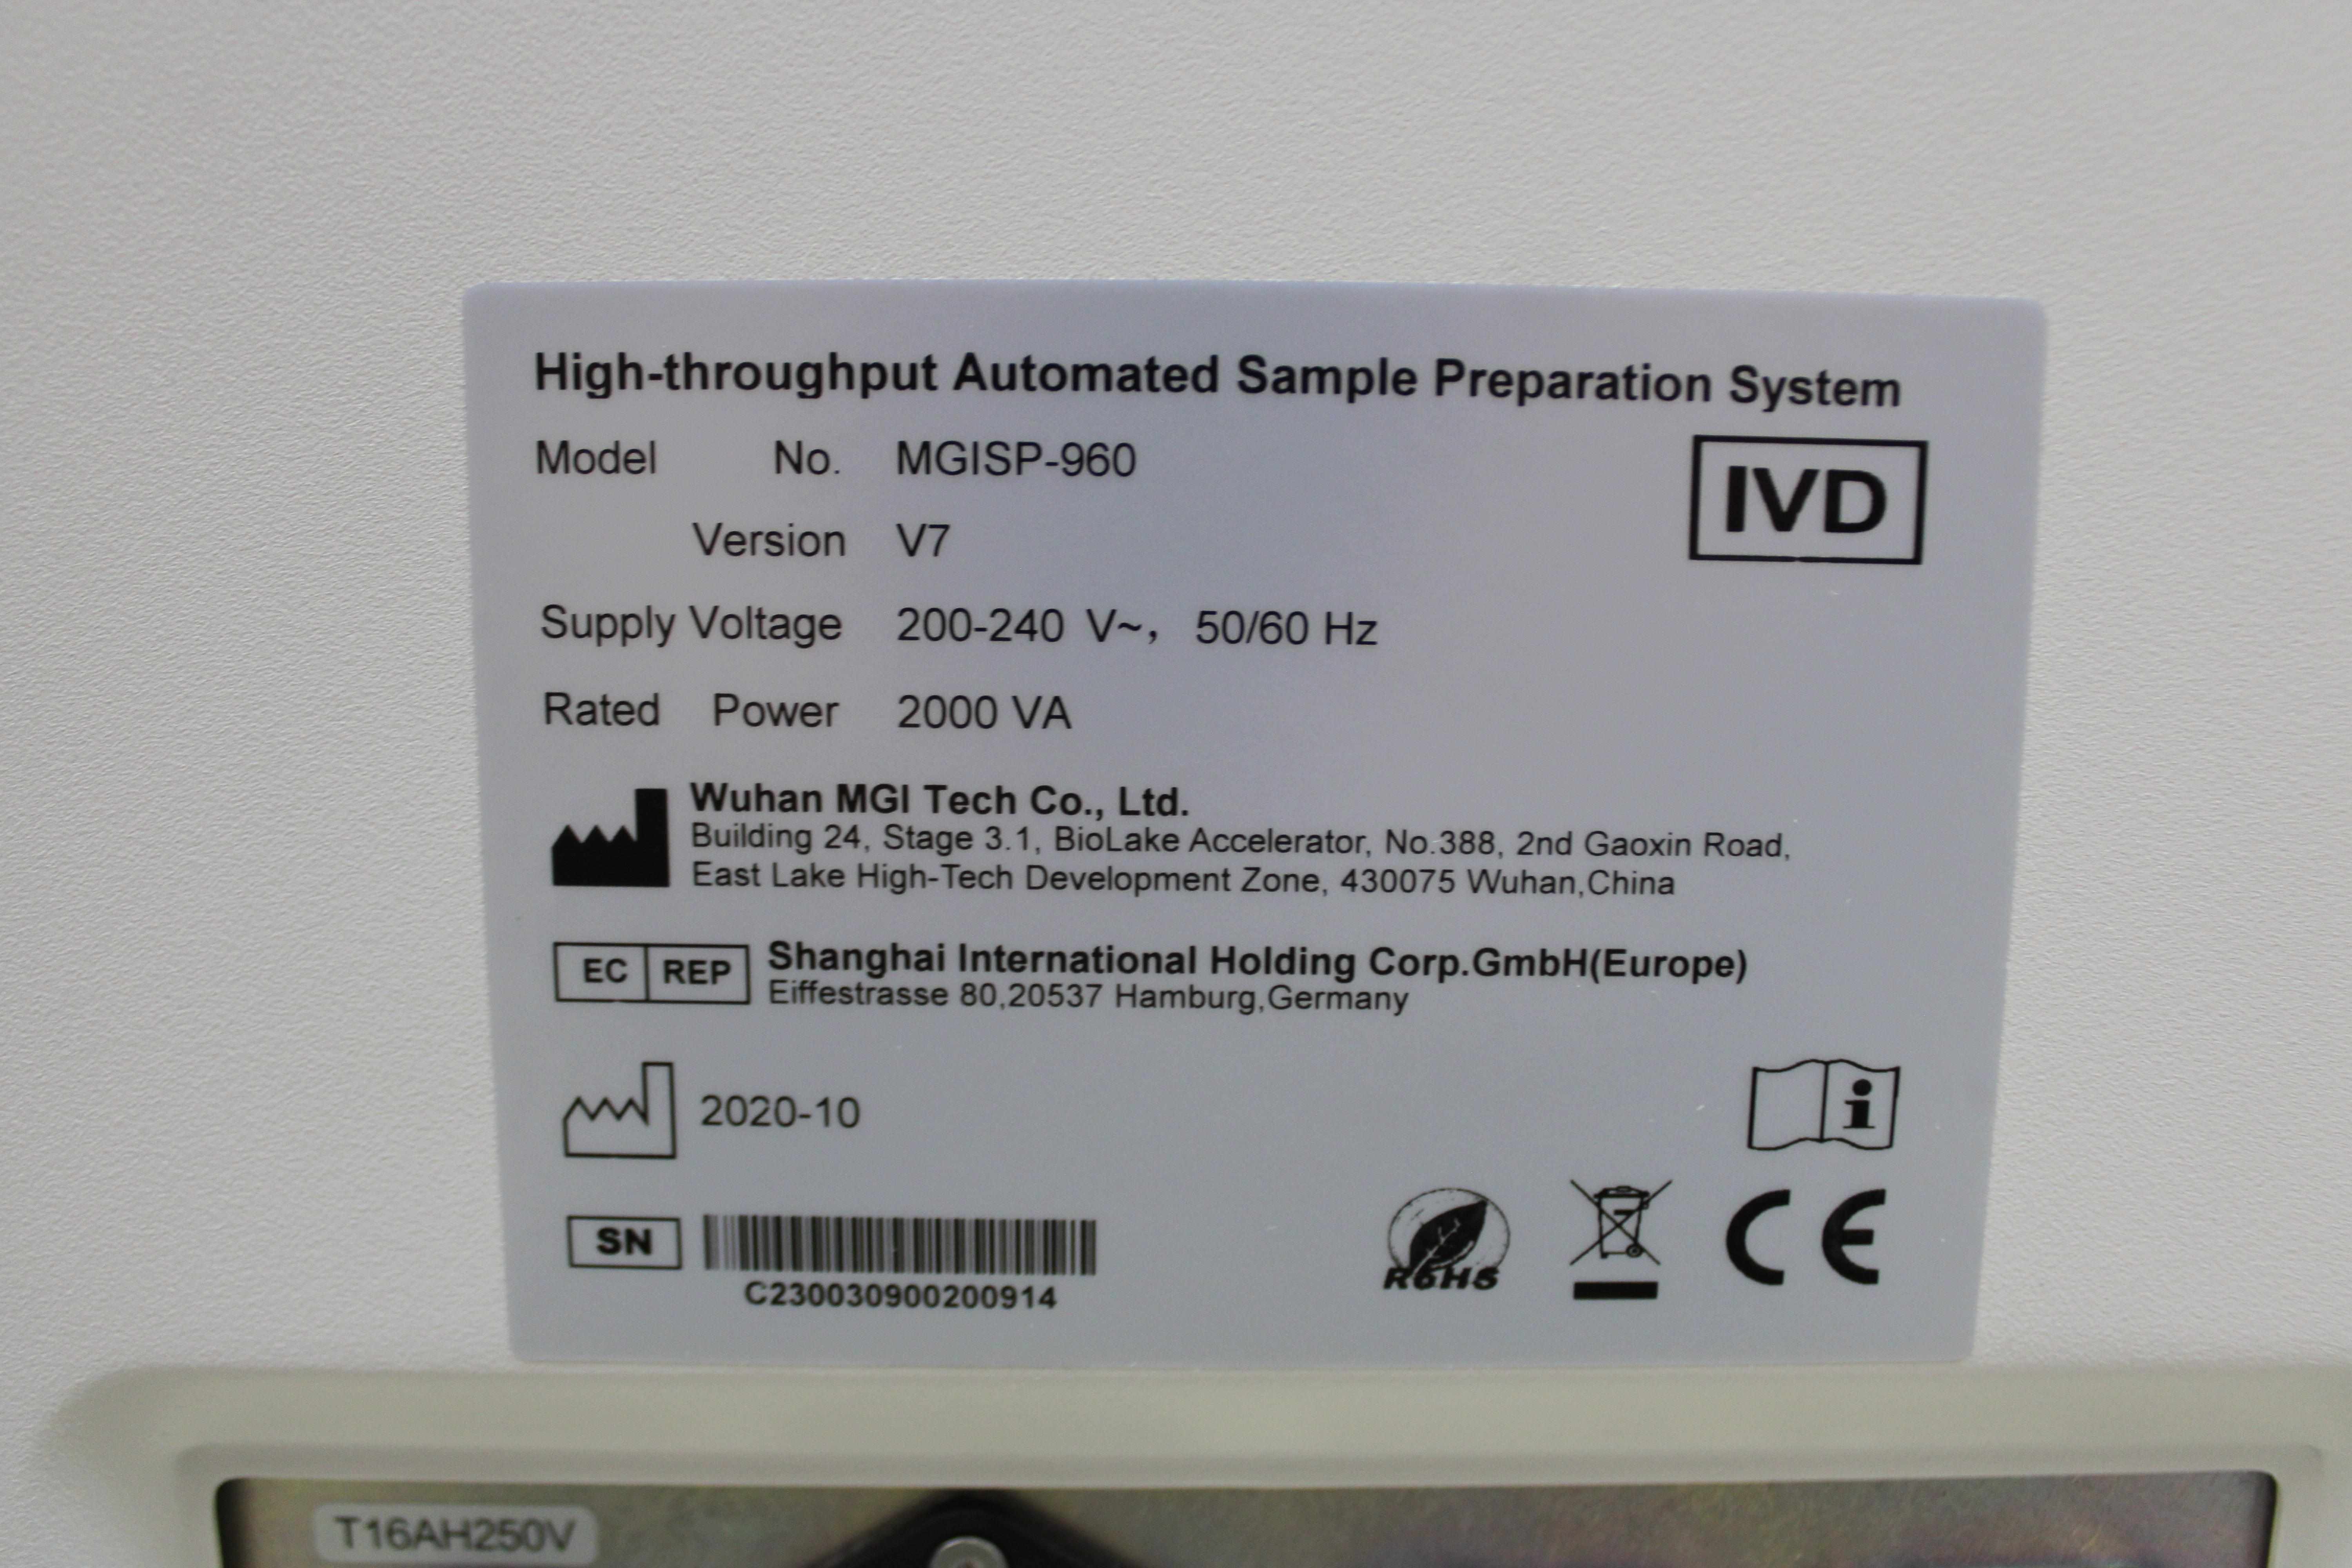 High-throughput Automated Sample Preparation System
Model No. MGISP-960
IVD
Version V7
Supply Voltage 200-240 V~, 50/60 Hz
Rated Power 2000 VA
Wuhan MGI Tech Co., Ltd.
Building 24, Stage 3.1, BioLake Accelerator, No.388, 2nd Gaoxin Road,
East Lake High-Tech Development Zone, 430075 Wuhan,China
EC REP Shanghai International Holding Corp.GmbH(Europe)
Eiffestrasse 80,20537 Hamburg,Germany
2020-10
i
SN
C230030900200914
RoHS
CE
T16AH250V